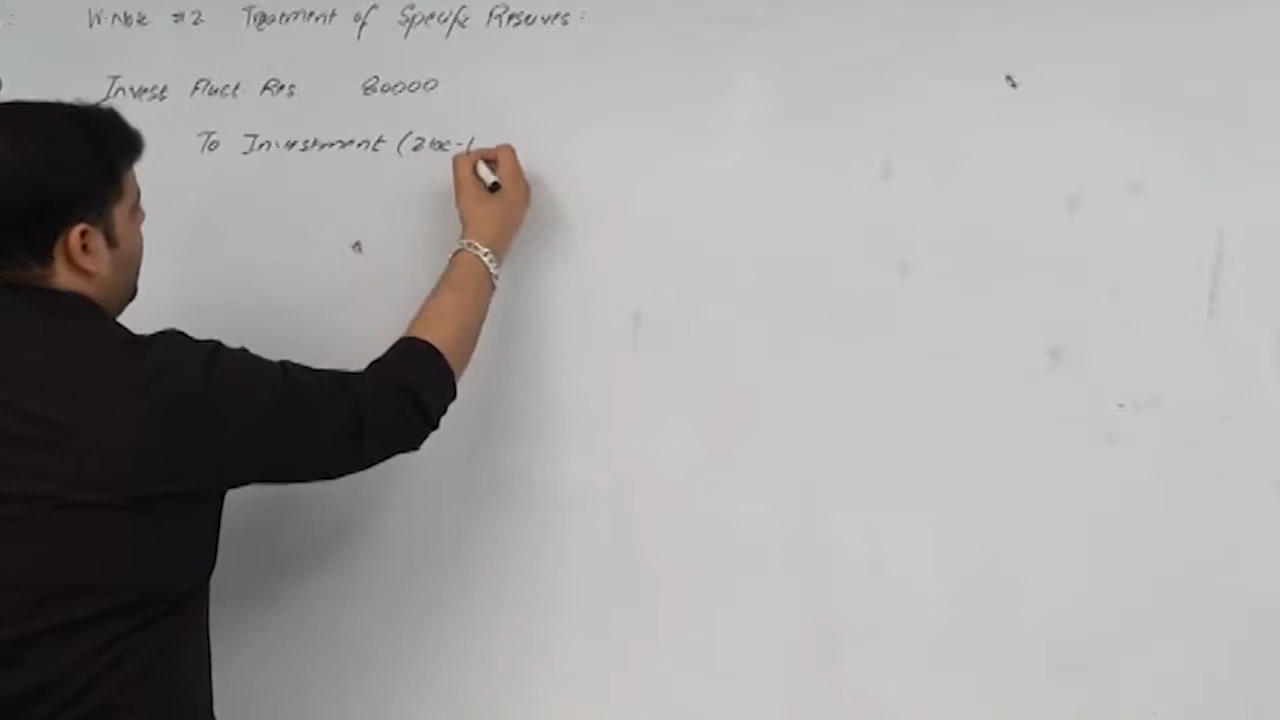 W.Note #2 Treatment of Specific Reserves:
Invest Fluct Res 80000
To Investment (